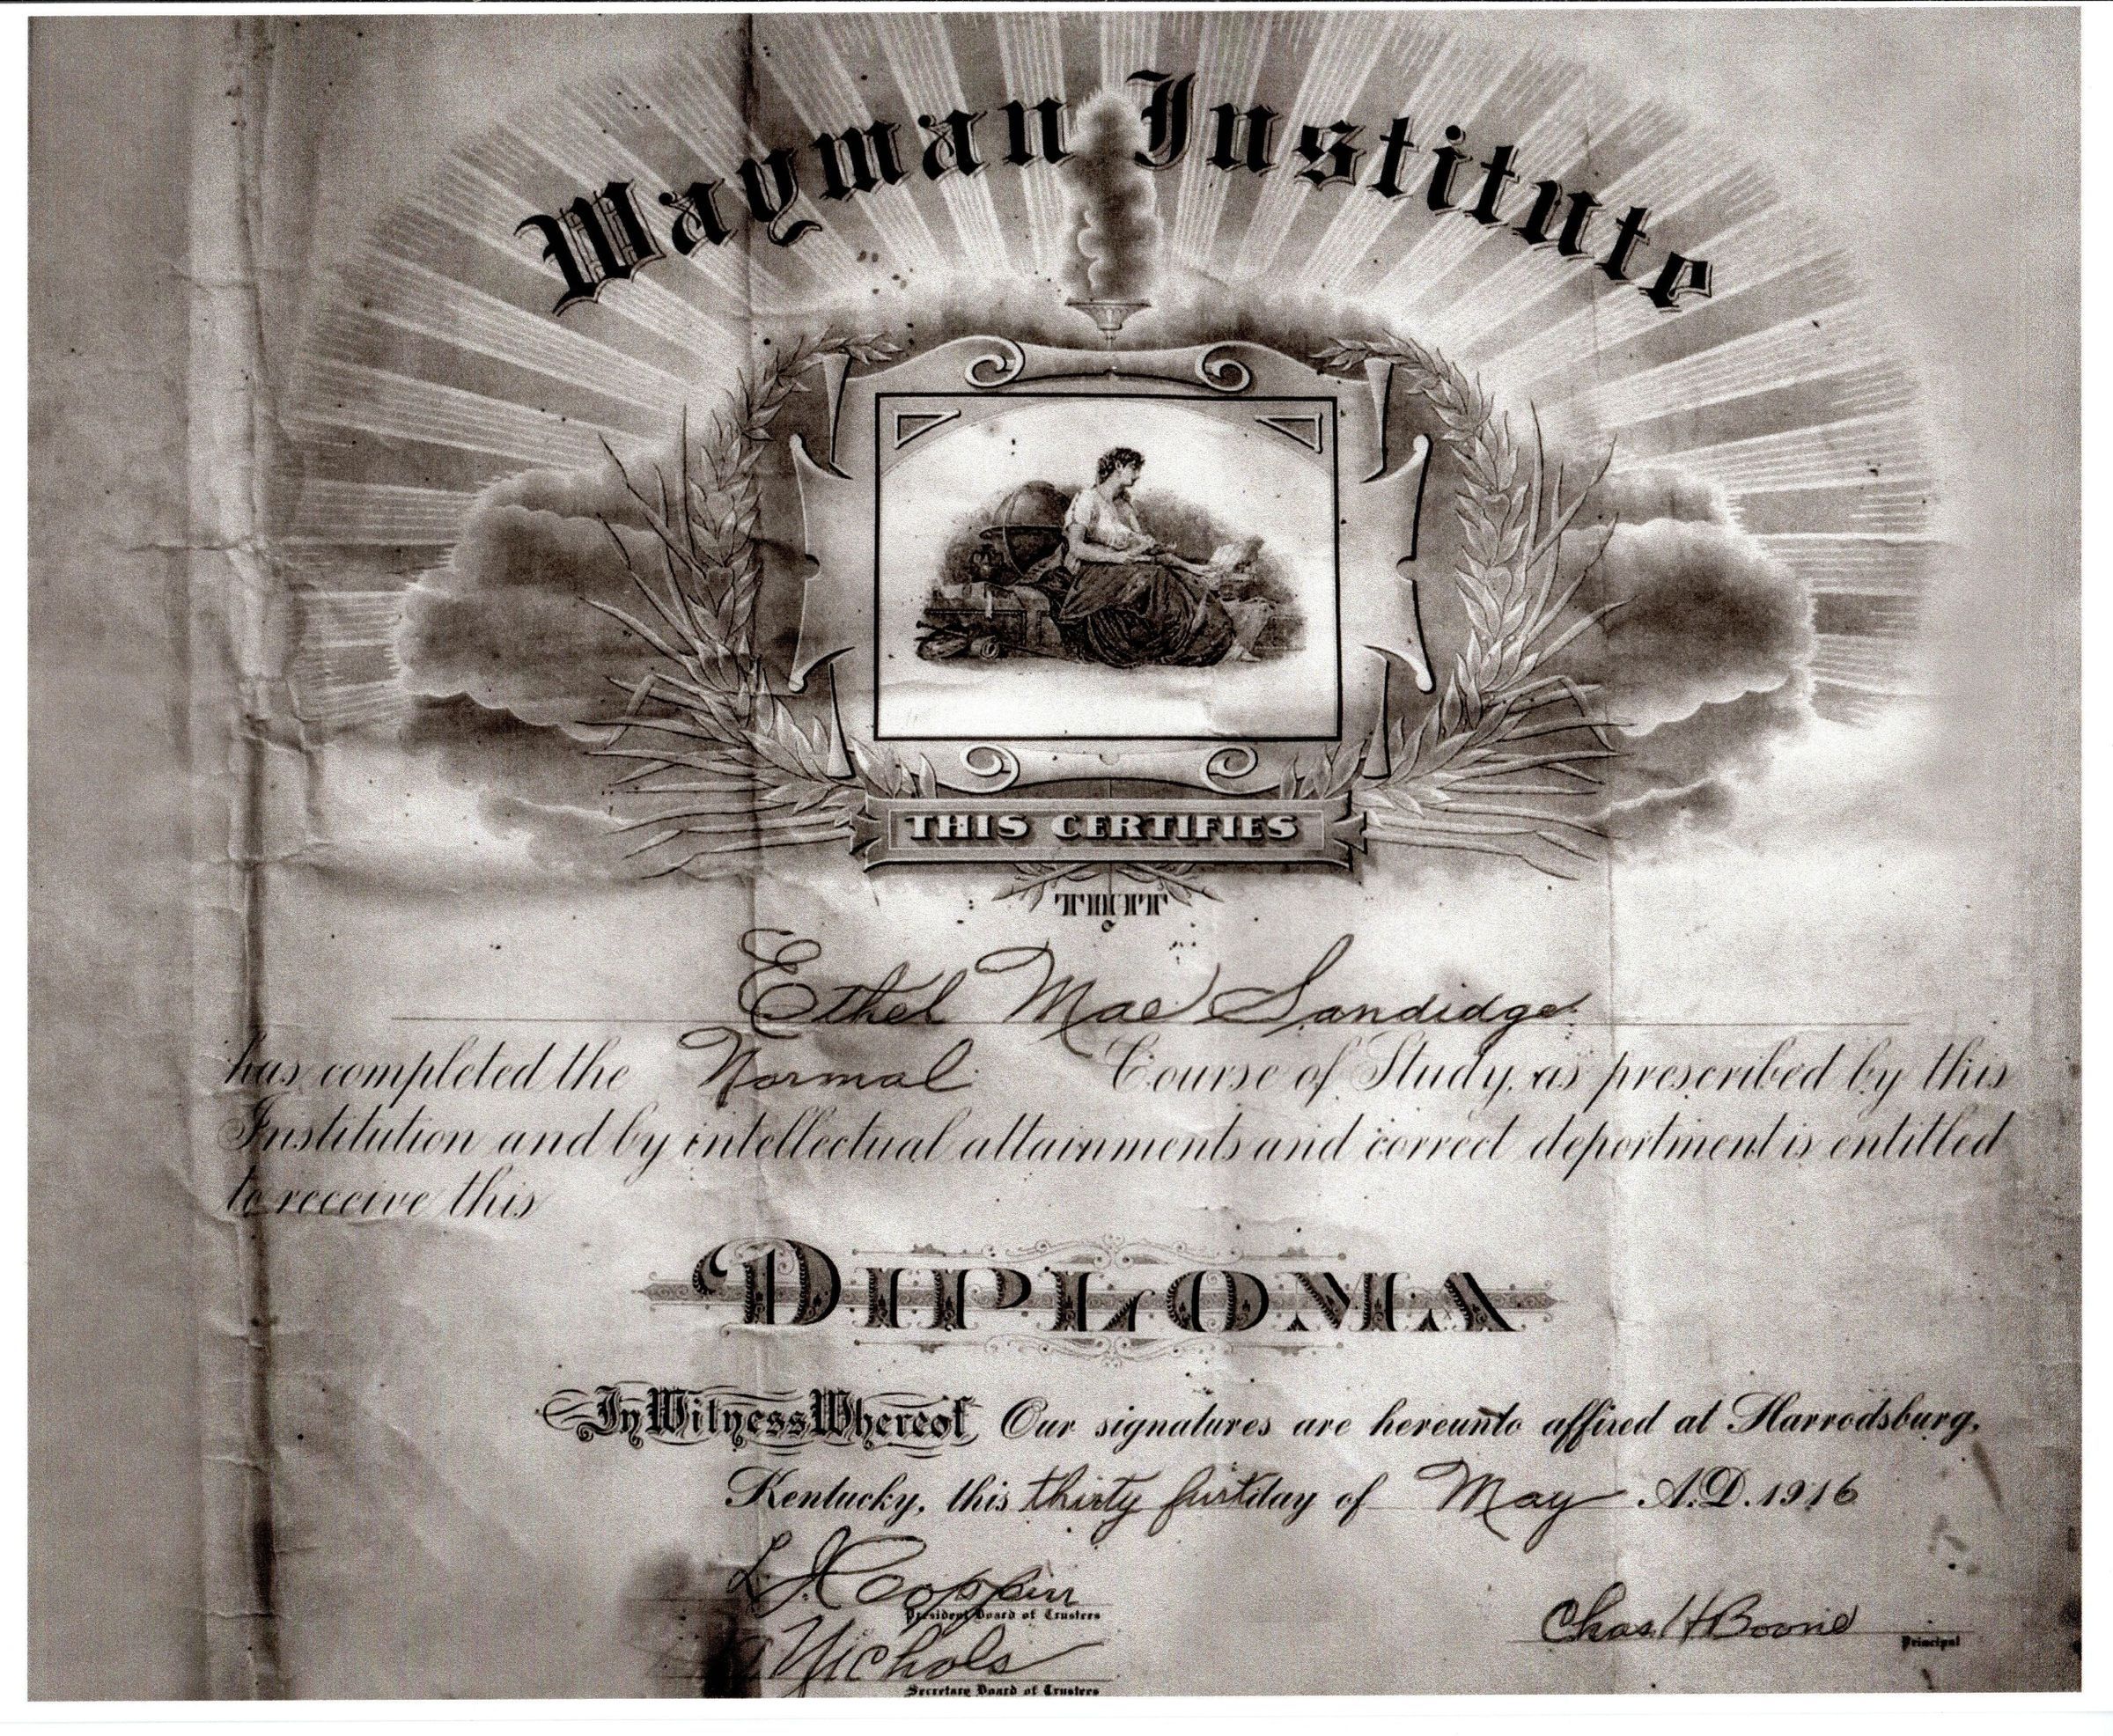 Wayman Institute
THIS CERTIFIES
THAT
Ethel Mae Sandidge
has completed the Normal Course of Study, as prescribed by this
Institution and by intellectual attainments and correct deportment is entitled
to receive this
DIPLOMA
In Witness Whereof Our signatures are hereunto affixed at Harrodsburg,
Kentucky, this thirty first day of May A.D. 1916
L J Coppin
President Board of Trustees
Chas H Boone
Principal
Nichols
Secretary Board of Trustees